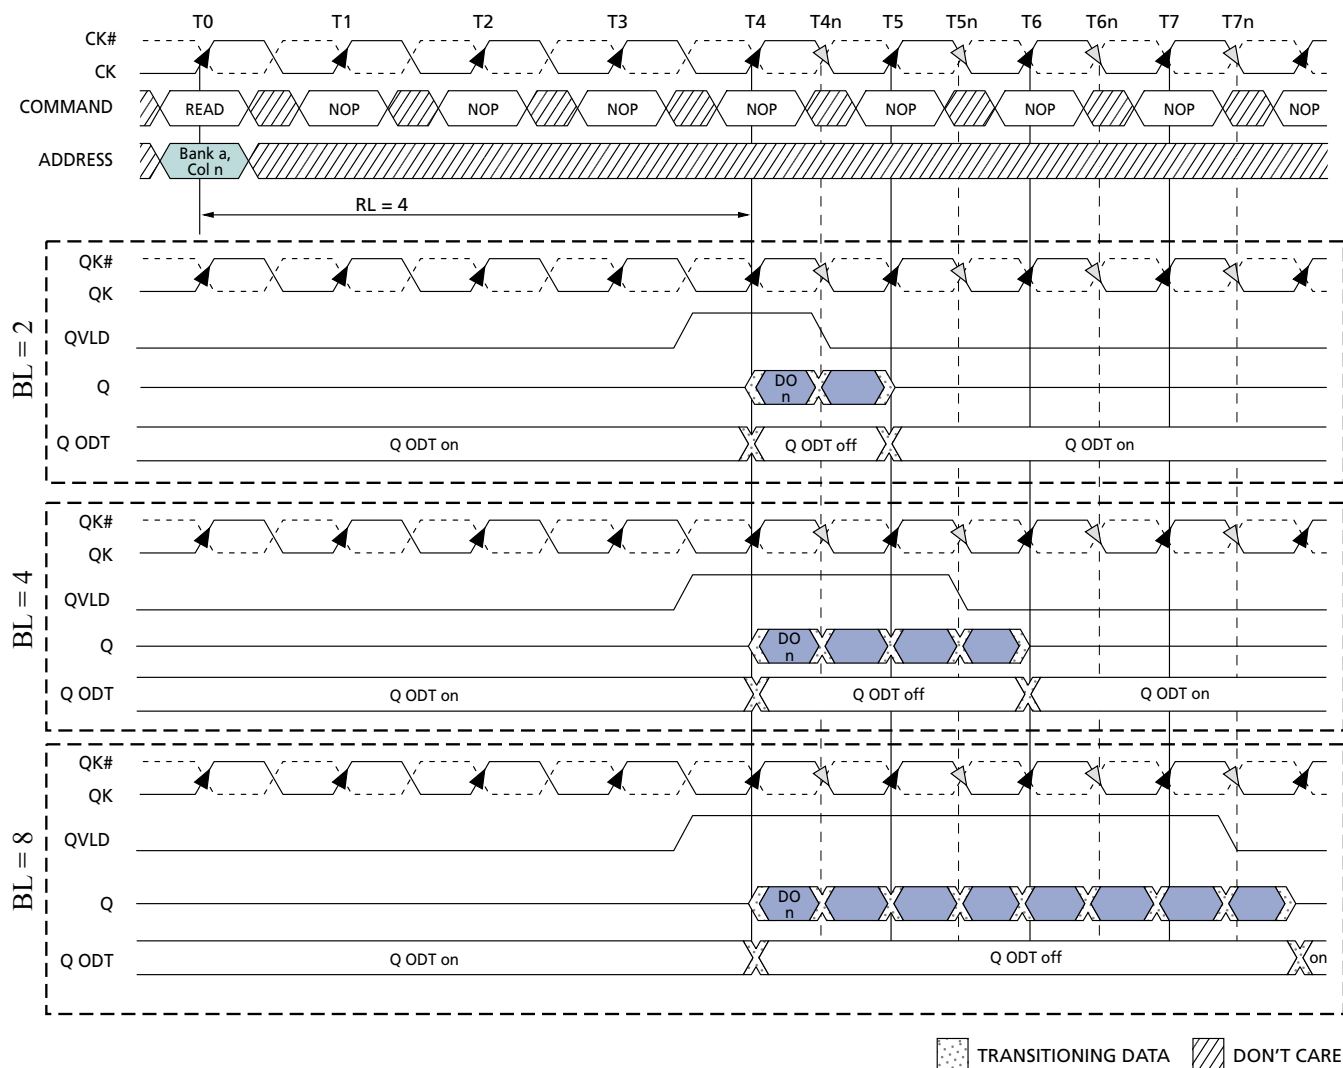 T0 T1 T2 T3 T4 T4n T5 T5n T6 T6n T7 T7n
CK#
CK
COMMAND READ NOP NOP NOP NOP NOP NOP NOP NOP
ADDRESS Bank a,
Col n
RL = 4
BL = 2
QK#
QK
QVLD
Q DO
n
Q ODT Q ODT on Q ODT off Q ODT on
BL = 4
QK#
QK
QVLD
Q DO
n
Q ODT Q ODT on Q ODT off Q ODT on
BL = 8
QK#
QK
QVLD
Q DO
n
Q ODT Q ODT on Q ODT off on
TRANSITIONING DATA DON'T CARE